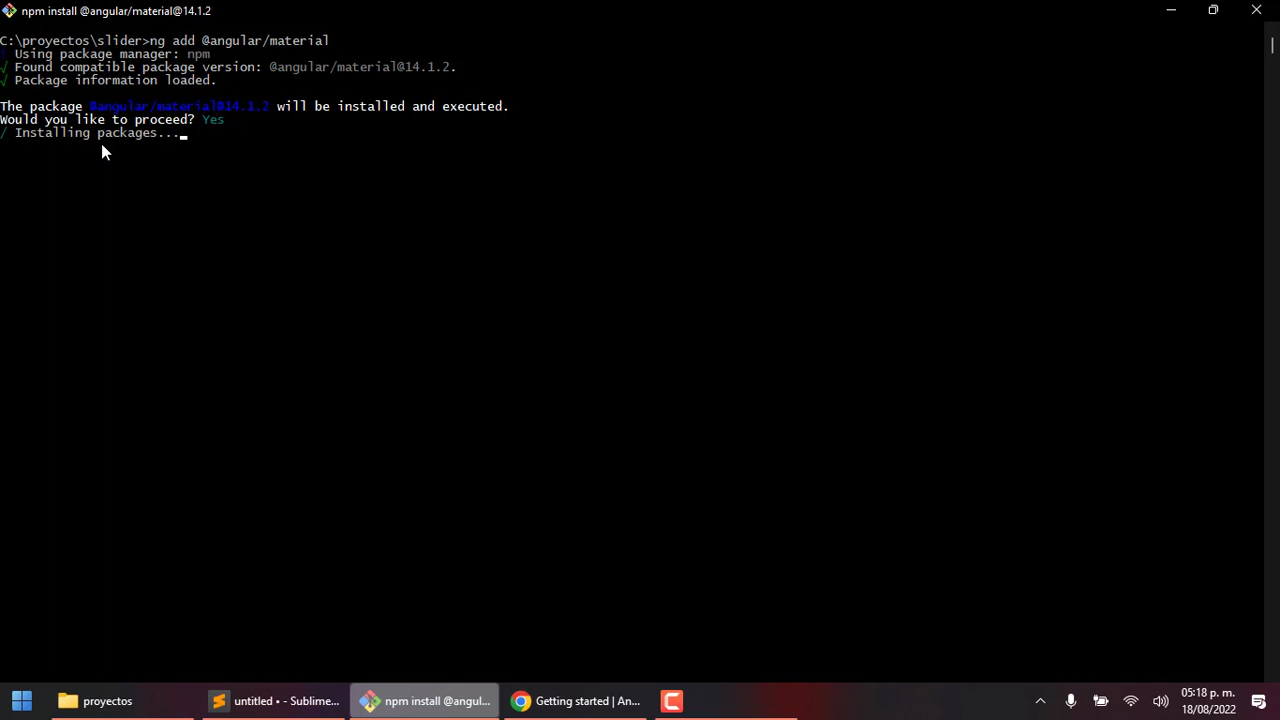 npm install @angular/material@14.1.2
C:\proyectos\slider>ng add @angular/material
Using package manager: npm
√ Found compatible package version: @angular/material@14.1.2.
√ Package information loaded.
The package @angular/material@14.1.2 will be installed and executed.
Would you like to proceed? Yes
/ Installing packages...
proyectos
untitled • - Sublime...
npm install @angul...
Getting started | An...
05:18 p. m.
18/08/2022